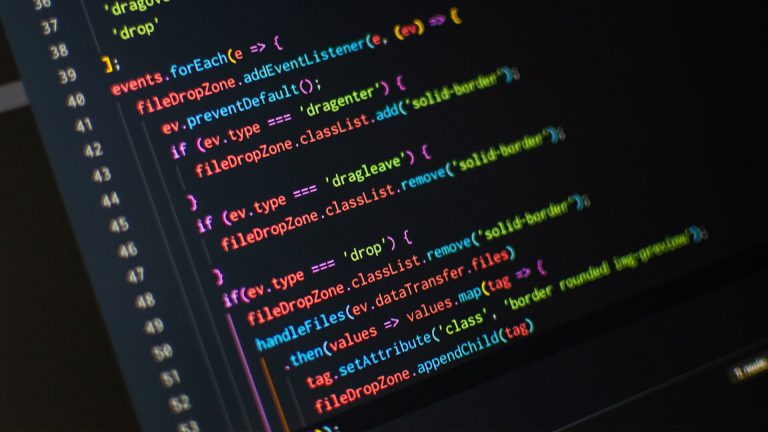 36
37 'dragove
38 'drop'
39 ];
40 events.forEach(e => {
41 fileDropZone.addEventListener(e, (ev) => {
42 ev.preventDefault();
43 if (ev.type === 'dragenter') {
44 fileDropZone.classList.add('solid-border');
45 }
46 if (ev.type === 'dragleave') {
47 fileDropZone.classList.remove('solid-border');
48 }
49 if(ev.type === 'drop') {
50 fileDropZone.classList.remove('solid-border');
51 handleFiles(ev.dataTransfer.files)
52 .then(values => values.map(tag => {
53 tag.setAttribute('class', 'border rounded img-preview');
fileDropZone.appendChild(tag)
);